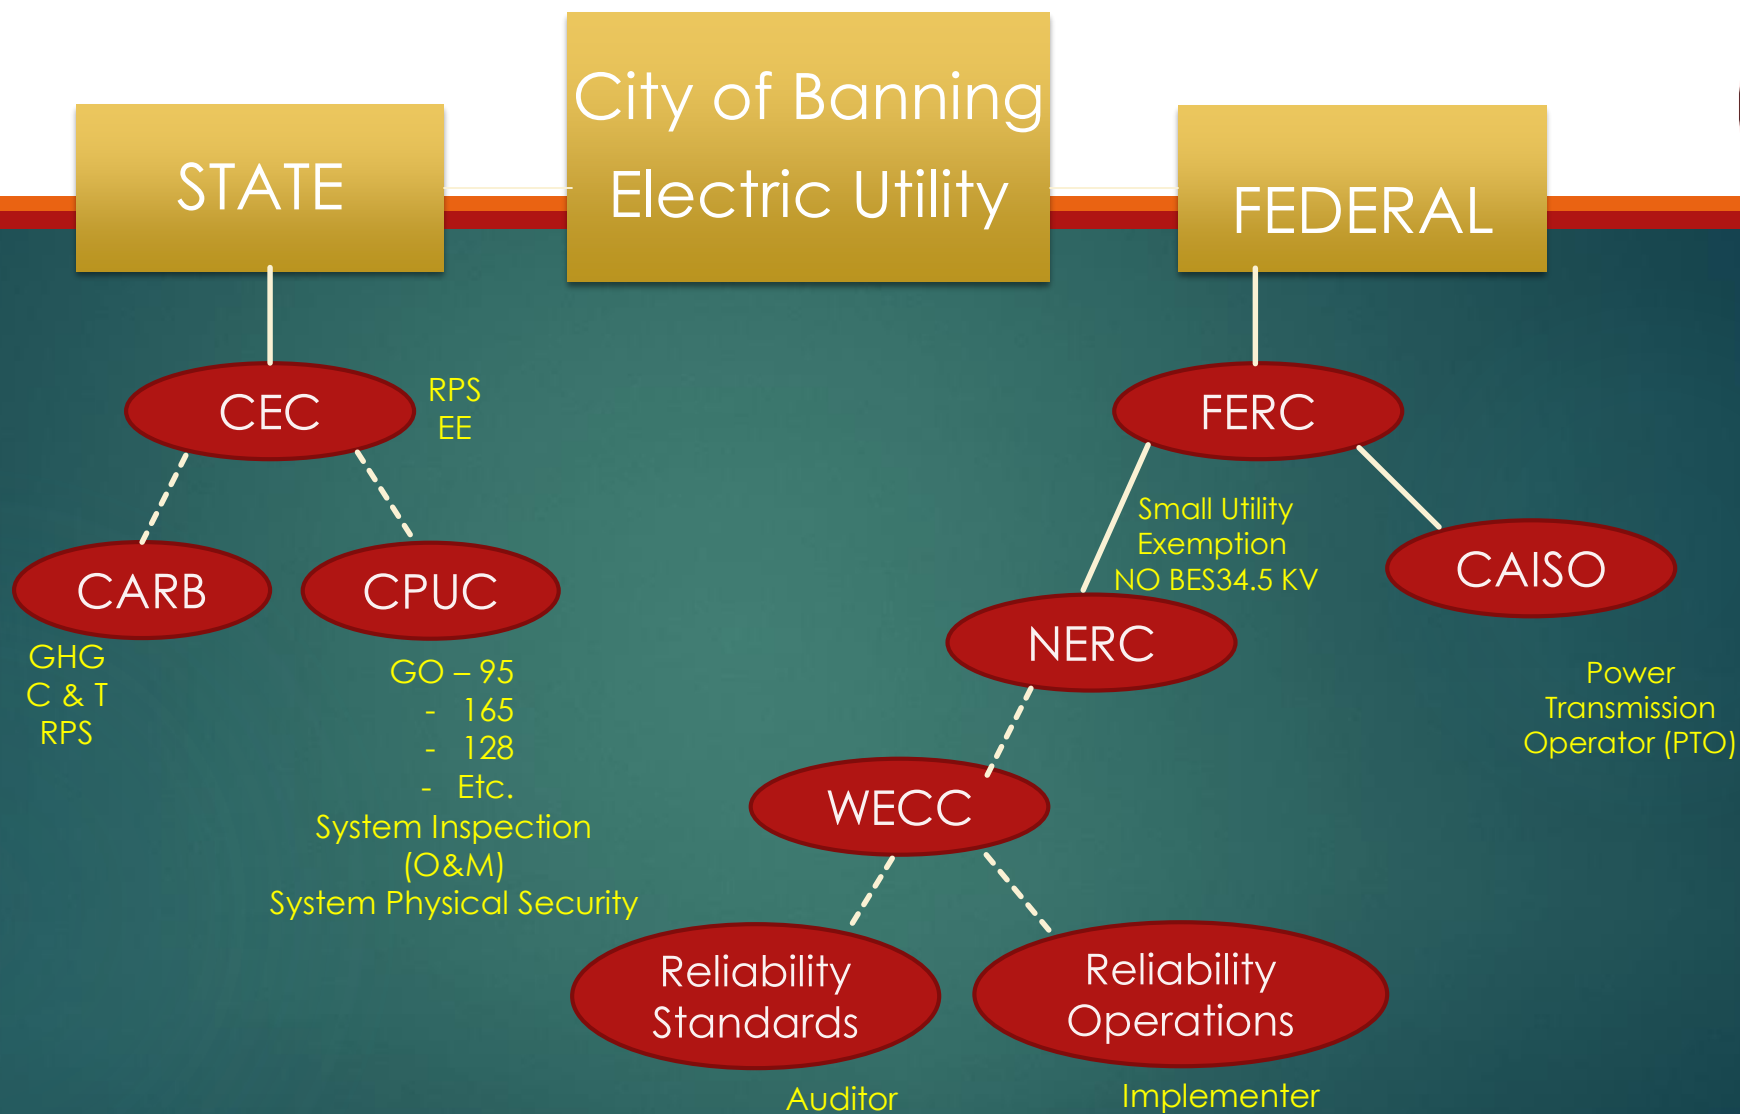 City of Banning
Electric Utility
STATE
FEDERAL
CEC
RPS
EE
CARB
GHG
C & T
RPS
CPUC
GO – 95
- 165
- 128
- Etc.
System Inspection
(O&M)
System Physical Security
FERC
Small Utility
Exemption
NO BES34.5 KV
CAISO
Power
Transmission
Operator (PTO)
NERC
WECC
Reliability
Standards
Auditor
Reliability
Operations
Implementer